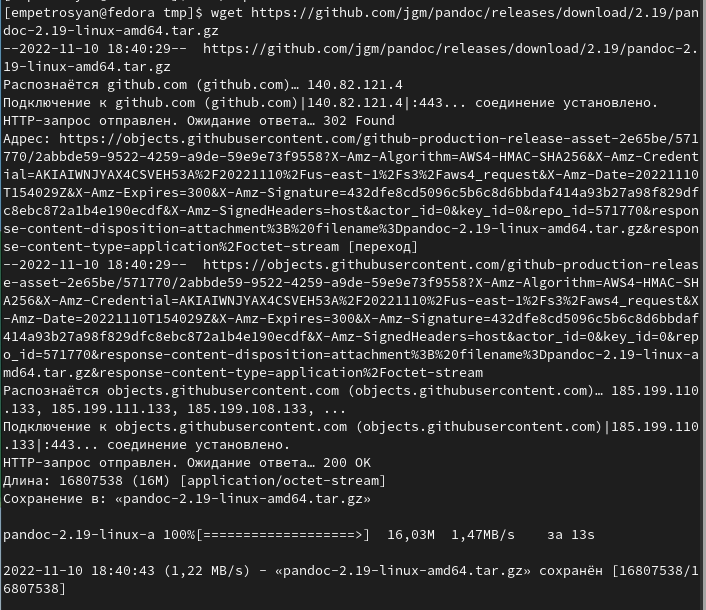 [empetrosyan@fedora tmp]$ wget https://github.com/jgm/pandoc/releases/download/2.19/pan
doc-2.19-linux-amd64.tar.gz
--2022-11-10 18:40:29--  https://github.com/jgm/pandoc/releases/download/2.19/pandoc-2.
19-linux-amd64.tar.gz
Распознаётся github.com (github.com)… 140.82.121.4
Подключение к github.com (github.com)|140.82.121.4|:443... соединение установлено.
HTTP-запрос отправлен. Ожидание ответа… 302 Found
Адрес: https://objects.githubusercontent.com/github-production-release-asset-2e65be/571
770/2abbde59-9522-4259-a9de-59e9e73f9558?X-Amz-Algorithm=AWS4-HMAC-SHA256&X-Amz-Credent
ial=AKIAIWNJYAX4CSVEH53A%2F20221110%2Fus-east-1%2Fs3%2Faws4_request&X-Amz-Date=20221110
T154029Z&X-Amz-Expires=300&X-Amz-Signature=432dfe8cd5096c5b6c8d6bbdaf414a93b27a98f829df
c8ebc872a1b4e190ecdf&X-Amz-SignedHeaders=host&actor_id=0&key_id=0&repo_id=571770&respon
se-content-disposition=attachment%3B%20filename%3Dpandoc-2.19-linux-amd64.tar.gz&respon
se-content-type=application%2Foctet-stream [переход]
--2022-11-10 18:40:29--  https://objects.githubusercontent.com/github-production-releas
e-asset-2e65be/571770/2abbde59-9522-4259-a9de-59e9e73f9558?X-Amz-Algorithm=AWS4-HMAC-SH
A256&X-Amz-Credential=AKIAIWNJYAX4CSVEH53A%2F20221110%2Fus-east-1%2Fs3%2Faws4_request&X
-Amz-Date=20221110T154029Z&X-Amz-Expires=300&X-Amz-Signature=432dfe8cd5096c5b6c8d6bbdaf
414a93b27a98f829dfc8ebc872a1b4e190ecdf&X-Amz-SignedHeaders=host&actor_id=0&key_id=0&rep
o_id=571770&response-content-disposition=attachment%3B%20filename%3Dpandoc-2.19-linux-a
md64.tar.gz&response-content-type=application%2Foctet-stream
Распознаётся objects.githubusercontent.com (objects.githubusercontent.com)… 185.199.110
.133, 185.199.111.133, 185.199.108.133, ...
Подключение к objects.githubusercontent.com (objects.githubusercontent.com)|185.199.110
.133|:443... соединение установлено.
HTTP-запрос отправлен. Ожидание ответа… 200 OK
Длина: 16807538 (16M) [application/octet-stream]
Сохранение в: «pandoc-2.19-linux-amd64.tar.gz»
pandoc-2.19-linux-a 100%[===================>]  16,03M  1,47MB/s    за 13s
2022-11-10 18:40:43 (1,22 MB/s) - «pandoc-2.19-linux-amd64.tar.gz» сохранён [16807538/1
6807538]